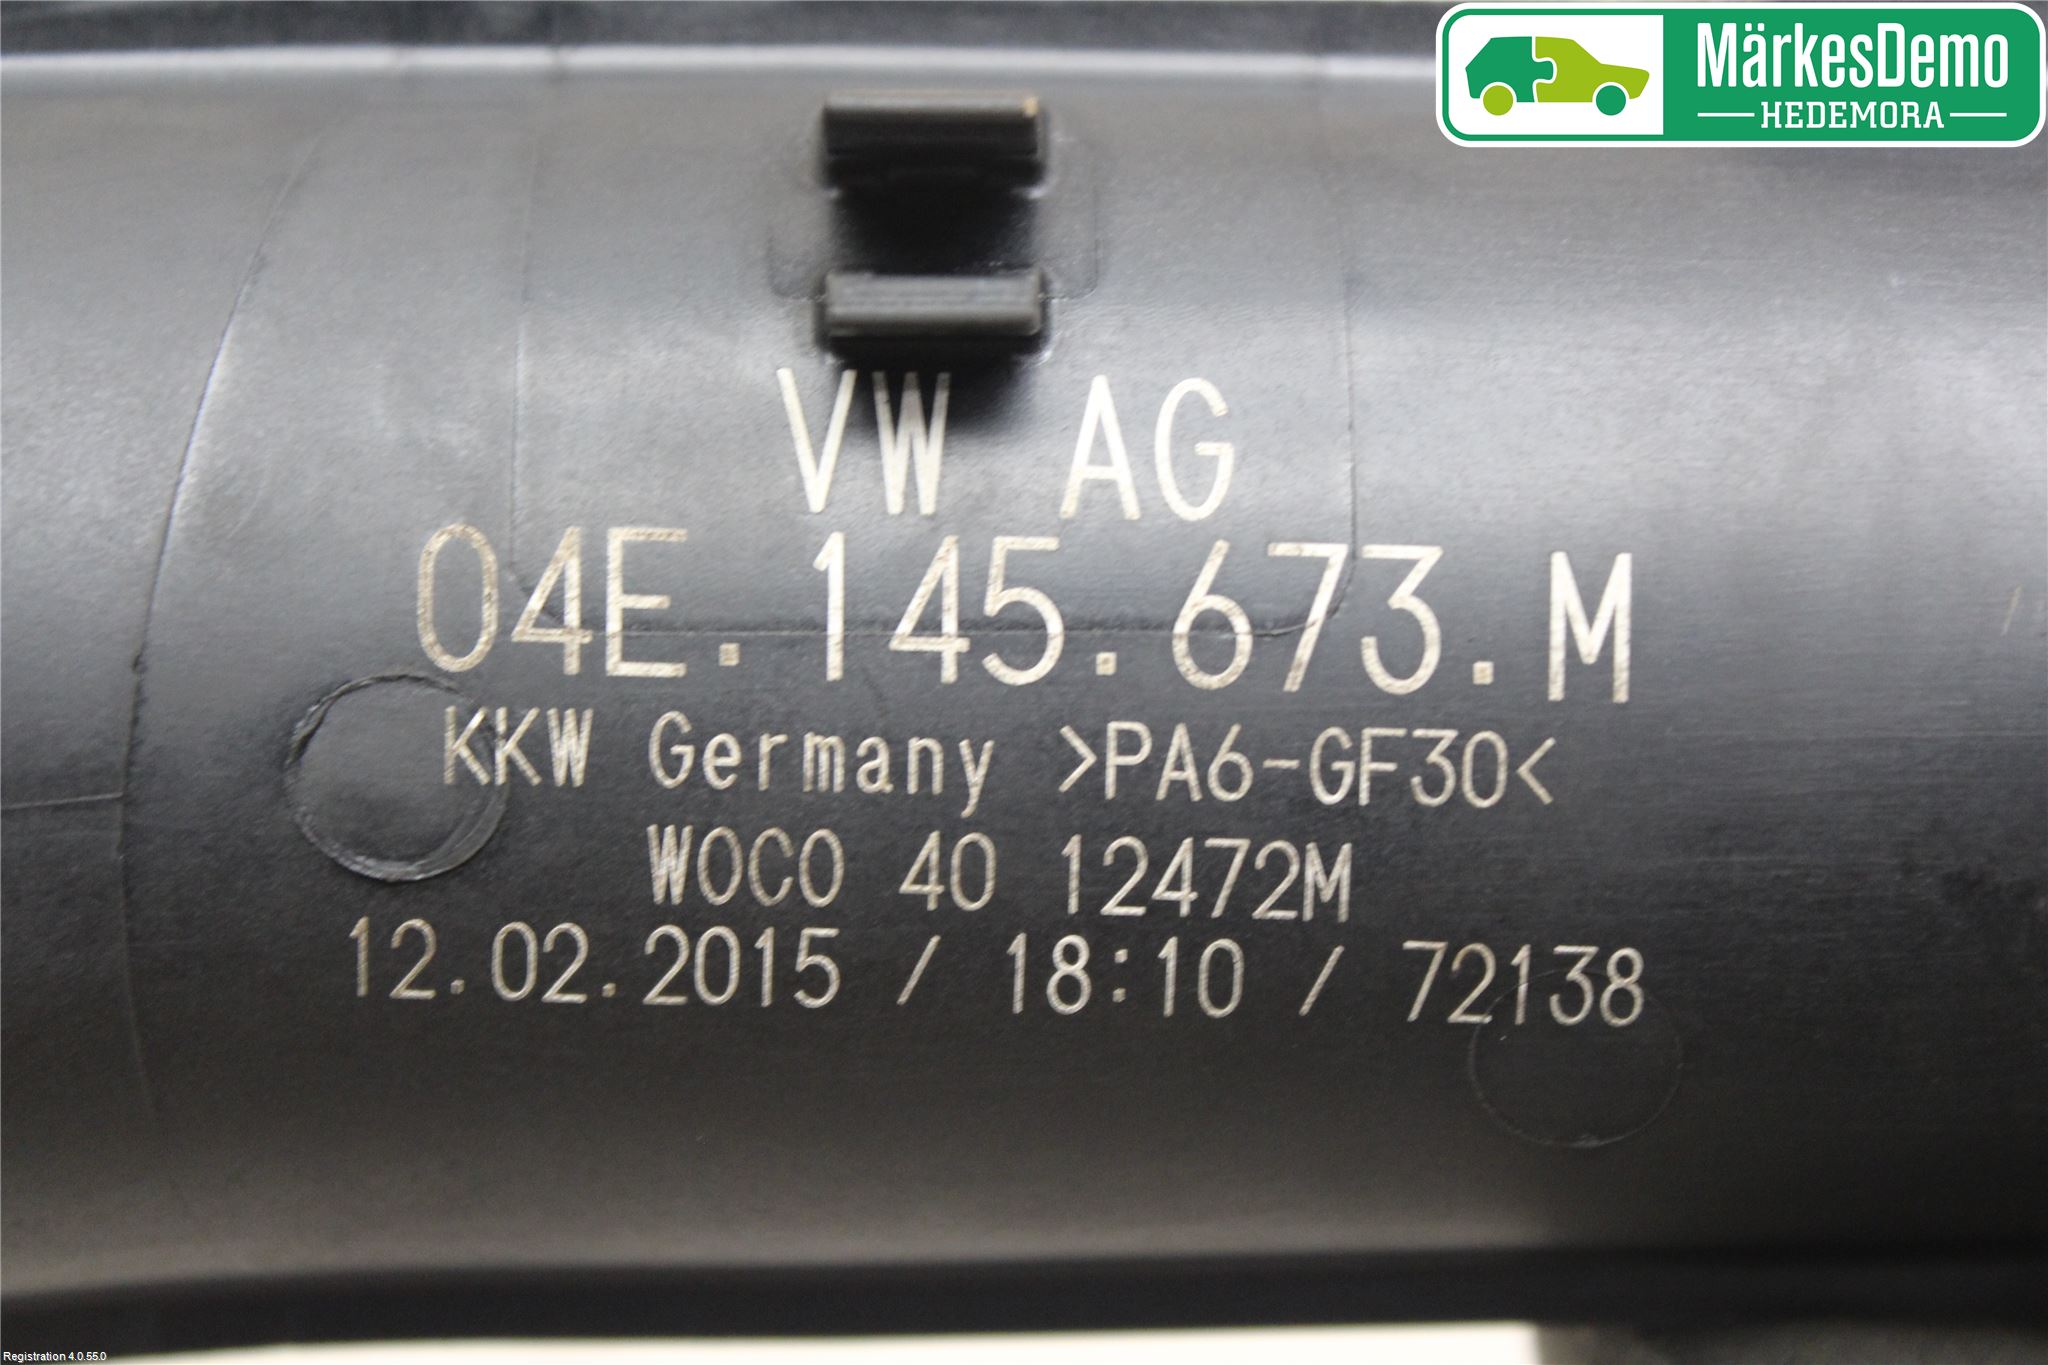 MärkesDemo
HEDEMORA
VW AG
04E.145.673.M
KKW Germany >PA6-GF30<
WOCO 40 12472M
12.02.2015 / 18:10 / 72138
Registration 4.0.55.0